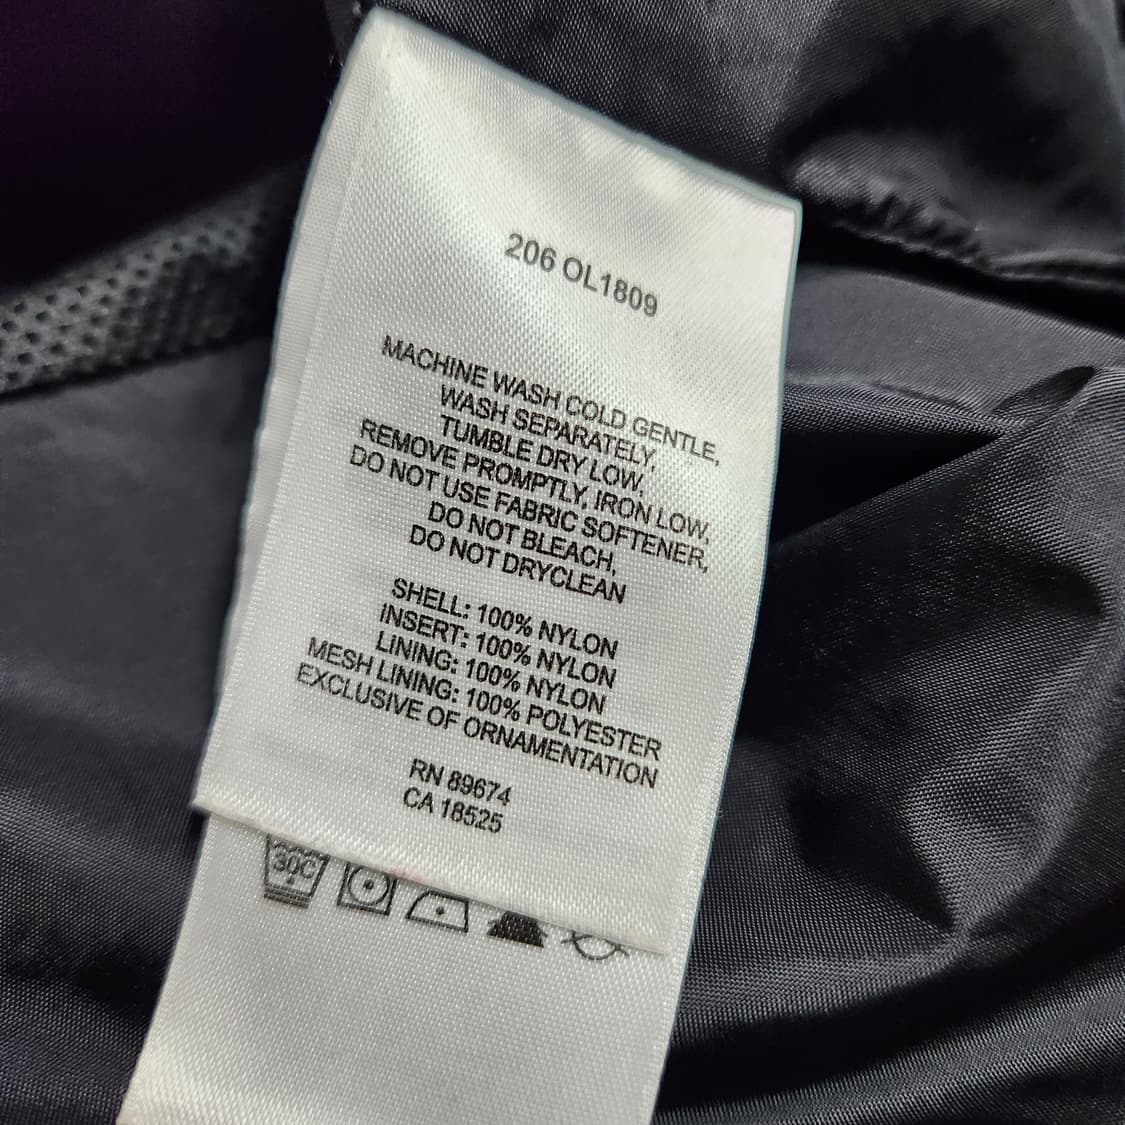 206 OL1809
MACHINE WASH COLD GENTLE,
WASH SEPARATELY,
TUMBLE DRY LOW,
REMOVE PROMPTLY, IRON LOW,
DO NOT USE FABRIC SOFTENER,
DO NOT BLEACH,
DO NOT DRYCLEAN
SHELL: 100% NYLON
INSERT: 100% NYLON
LINING: 100% NYLON
MESH LINING: 100% POLYESTER
EXCLUSIVE OF ORNAMENTATION
RN 89674
CA 18525
30C